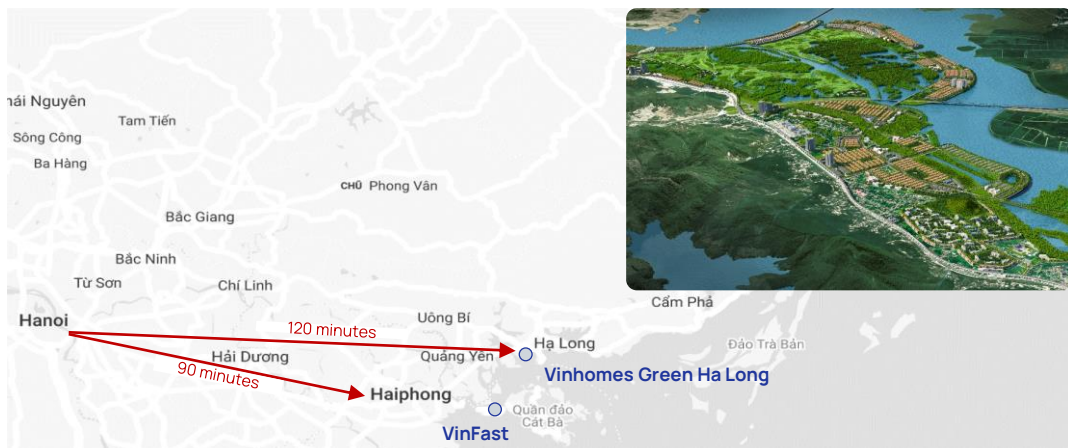 hái Nguyên
Tam Tiến
Sông Công
Ba Hàng
CHŨ Phong Vân
Bắc Giang
Bắc Ninh
Từ Sơn
Chí Linh
Cẩm Phả
Hanoi
Uông Bí
120 minutes
Hạ Long
Đảo Trà Bản
Hải Dương
Quảng Yên
90 minutes
Vinhomes Green Ha Long
Haiphong
Quần đảo
Cát Bà
VinFast